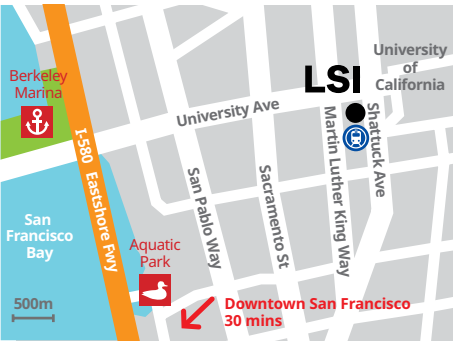 University
of
California
LSI
Berkeley
Marina
University Ave
Shattuck Ave
Martin Luther King Way
I-580 Eastshore Fwy
San Pablo Way
Sacramento St
San
Francisco
Bay
Aquatic
Park
500m
Downtown San Francisco
30 mins